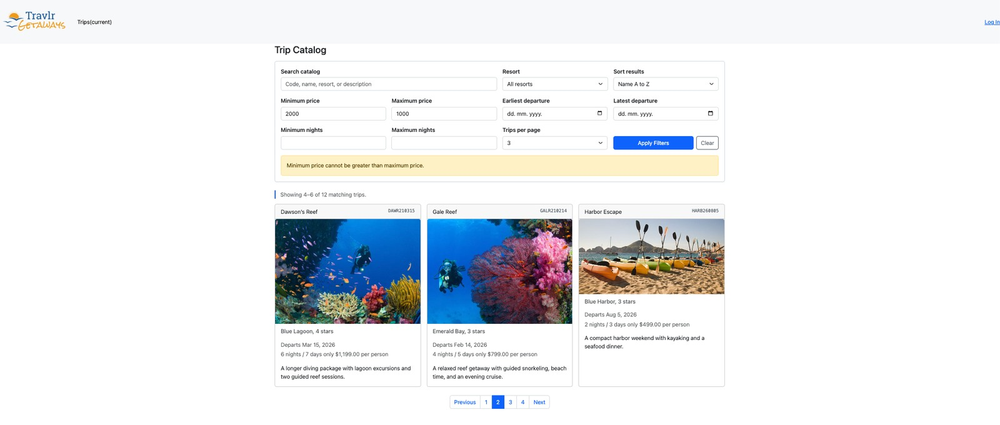 Travlr
GETAWAYS
Trips(current)
Log In
Trip Catalog
Search catalog
Resort
Sort results
Code, name, resort, or description
All resorts
Name A to Z
Minimum price
Maximum price
Earliest departure
Latest departure
2000
1000
dd. mm. yyyy.
dd. mm. yyyy.
Minimum nights
Maximum nights
Trips per page
3
Apply Filters
Clear
Minimum price cannot be greater than maximum price.
Showing 4–6 of 12 matching trips.
Dawson's Reef
DAWR210315
Blue Lagoon, 4 stars
Departs Mar 15, 2026
6 nights / 7 days only $1,199.00 per person
A longer diving package with lagoon excursions and
two guided reef sessions.
Gale Reef
GALR210214
Emerald Bay, 3 stars
Departs Feb 14, 2026
4 nights / 5 days only $799.00 per person
A relaxed reef getaway with guided snorkeling, beach
time, and an evening cruise.
Harbor Escape
HARB260805
Blue Harbor, 3 stars
Departs Aug 5, 2026
2 nights / 3 days only $499.00 per person
A compact harbor weekend with kayaking and a
seafood dinner.
Previous 1 2 3 4 Next